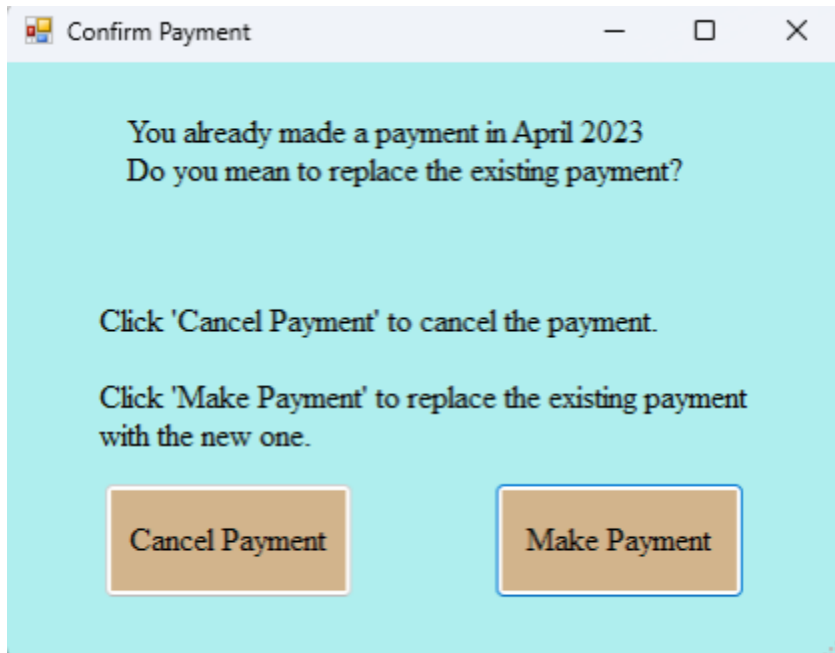 Confirm Payment
You already made a payment in April 2023
Do you mean to replace the existing payment?
Click 'Cancel Payment' to cancel the payment.
Click 'Make Payment' to replace the existing payment
with the new one.
Cancel Payment
Make Payment